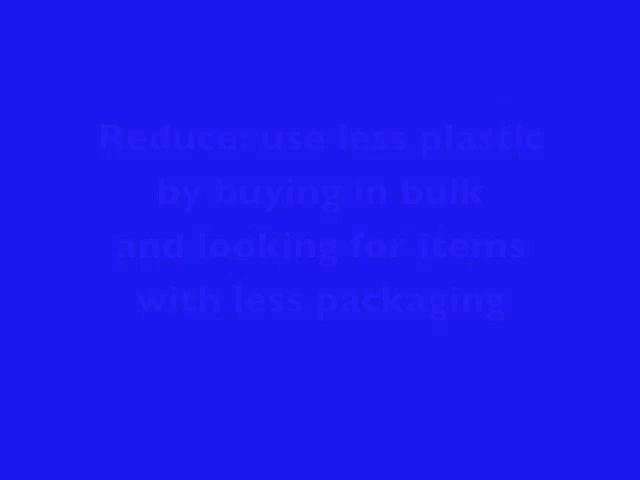 Reduce: use less plastic
by buying in bulk
and looking for items
with less packaging